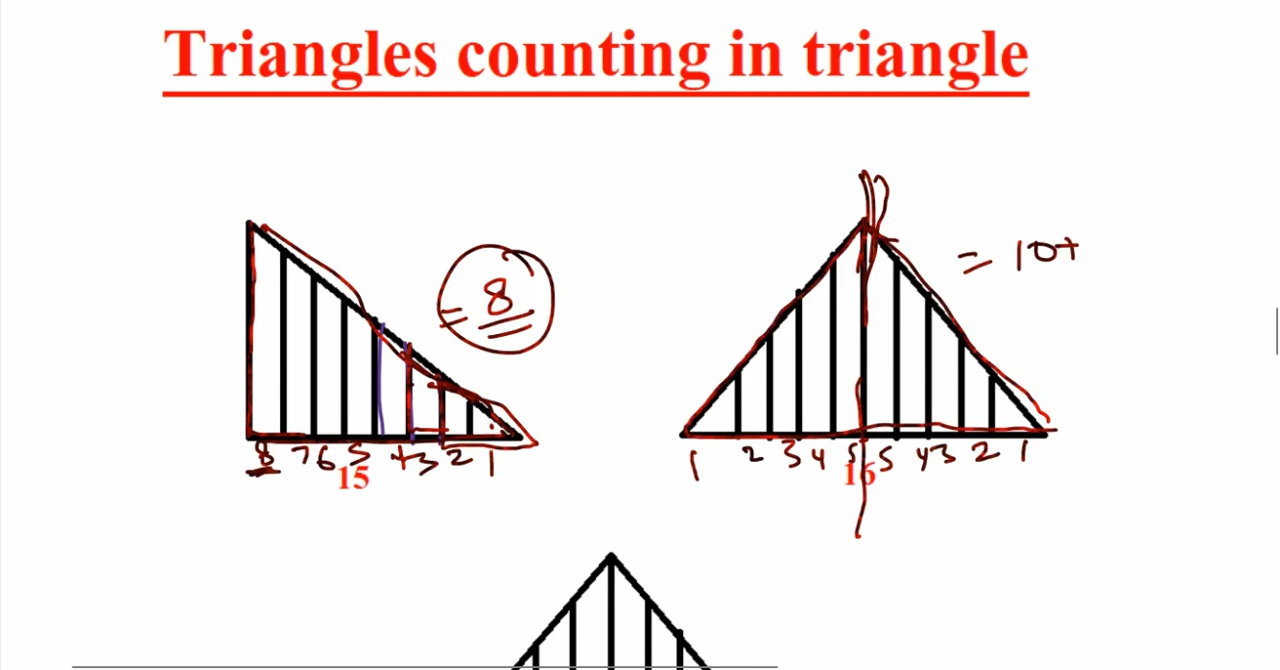 Triangles counting in triangle
= 8
= 10+
8 7 6 5 4 3 2 1
1 2 3 4 5 5 4 3 2 1
15
16